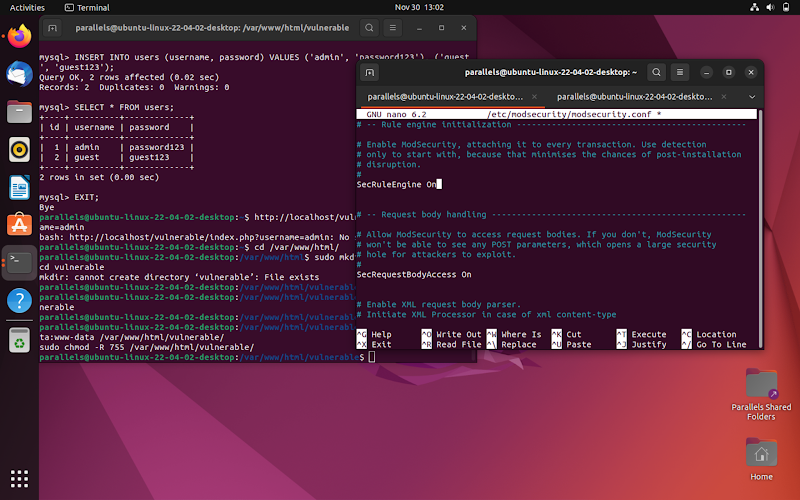 Activities
Terminal
Nov 30 13:02
parallels@ubuntu-linux-22-04-02-desktop: /var/www/html/vulnerable
mysql> INSERT INTO users (username, password) VALUES ('admin', 'password123'), ('guest
', 'guest123');
Query OK, 2 rows affected (0.02 sec)
Records: 2  Duplicates: 0  Warnings: 0
mysql> SELECT * FROM users;
+----+----------+-------------+
| id | username | password    |
+----+----------+-------------+
|  1 | admin    | password123 |
|  2 | guest    | guest123    |
+----+----------+-------------+
2 rows in set (0.00 sec)
mysql> EXIT;
Bye
parallels@ubuntu-linux-22-04-02-desktop:~$ http://localhost/vul
ame=admin
bash: http://localhost/vulnerable/index.php?username=admin: No
parallels@ubuntu-linux-22-04-02-desktop:~$ cd /var/www/html/
parallels@ubuntu-linux-22-04-02-desktop:/var/www/html$ sudo mkd
cd vulnerable
mkdir: cannot create directory ‘vulnerable’: File exists
parallels@ubuntu-linux-22-04-02-desktop:/var/www/html/vulnerable
nerable
parallels@ubuntu-linux-22-04-02-desktop:/var/www/html/vulnerable
parallels@ubuntu-linux-22-04-02-desktop:/var/www/html/vulnerable
ta:www-data /var/www/html/vulnerable/
sudo chmod -R 755 /var/www/html/vulnerable/
parallels@ubuntu-linux-22-04-02-desktop:/var/www/html/vulnerable$
parallels@ubuntu-linux-22-04-02-desktop: ~
parallels@ubuntu-linux-22-04-02-deskto...
parallels@ubuntu-linux-22-04-02-deskto...
GNU nano 6.2 /etc/modsecurity/modsecurity.conf *
# -- Rule engine initialization ----------------------------------------------
# Enable ModSecurity, attaching it to every transaction. Use detection
# only to start with, because that minimises the chances of post-installation
# disruption.
#
SecRuleEngine On
# -- Request body handling ---------------------------------------------------
# Allow ModSecurity to access request bodies. If you don't, ModSecurity
# won't be able to see any POST parameters, which opens a large security
# hole for attackers to exploit.
#
SecRequestBodyAccess On
# Enable XML request body parser.
# Initiate XML Processor in case of xml content-type
^G Help ^O Write Out ^W Where Is ^K Cut ^T Execute ^C Location
^X Exit ^R Read File ^\ Replace ^U Paste ^J Justify ^/ Go To Line
Parallels Shared
Folders
Home